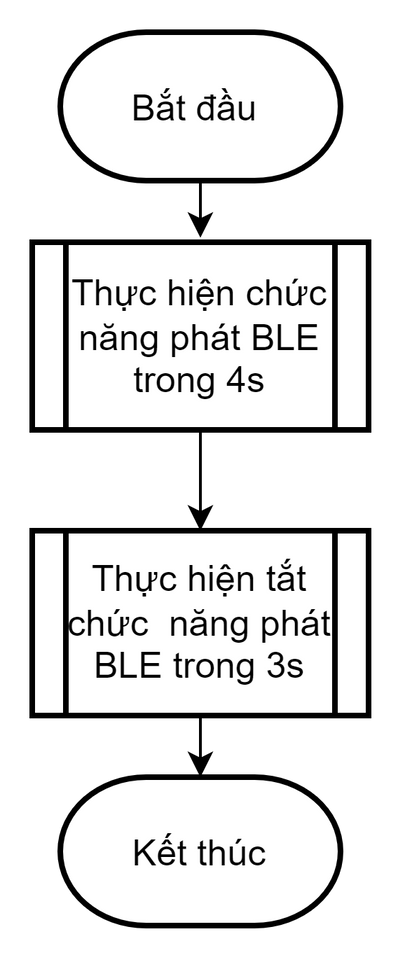 Bắt đầu
Thực hiện chức
năng phát BLE
trong 4s
Thực hiện tắt
chức  năng phát
BLE trong 3s
Kết thúc